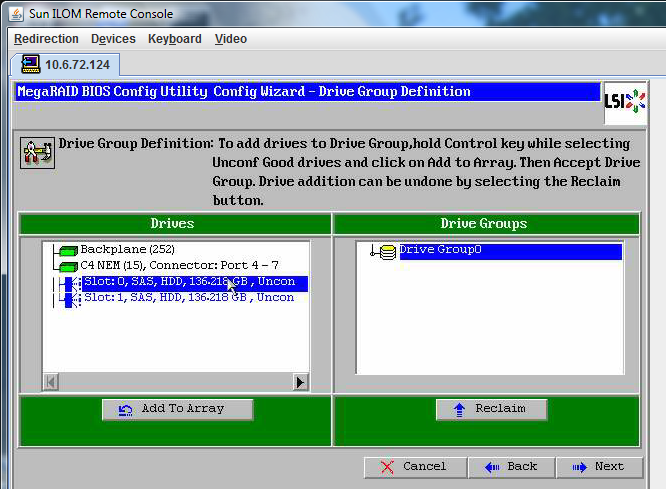 Sun ILOM Remote Console
Redirection Devices Keyboard Video
10.6.72.124
MegaRAID BIOS Config Utility Config Wizard - Drive Group Definition
LSI
Drive Group Definition: To add drives to Drive Group,hold Control key while selecting
Unconf Good drives and click on Add to Array. Then Accept Drive
Group. Drive addition can be undone by selecting the Reclaim
button.
Drives
Drive Groups
Backplane (252)
C4 NEM (15), Connector: Port 4 - 7
Slot: 0, SAS, HDD, 136.218 GB , Uncon
Slot: 1, SAS, HDD, 136.218 GB , Uncon
Drive Group0
Add To Array
Reclaim
Cancel
Back
Next